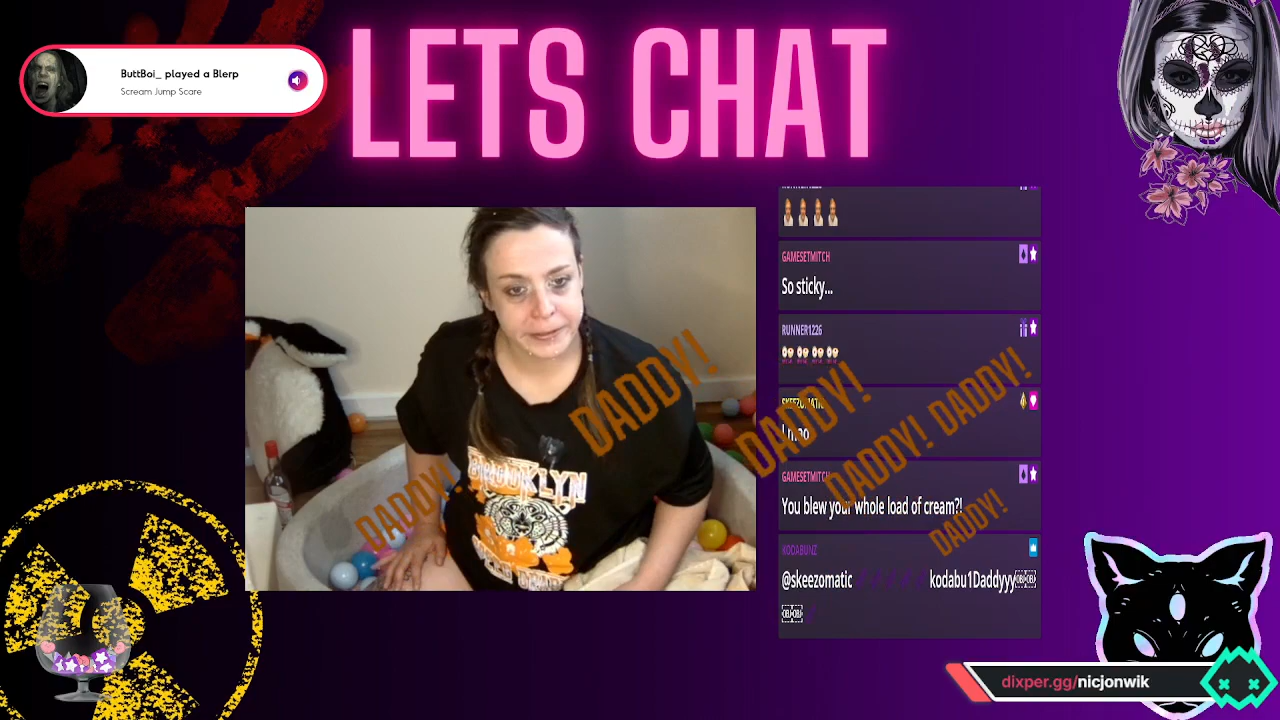 LETS CHAT
ButtBoi_ played a Blerp
Scream Jump Scare
GAMESETMITCH
So sticky...
RUNNER1226
SKEEZOMATIC
GAMESETMITCH
You blew your whole load of cream?!
KODABUNZ
@skeezomatic kodabu1Daddyyy
DADDY!
DADDY!
DADDY!
DADDY! DADDY!
DADDY!
BROOKLYN
dixper.gg/nicjonwik